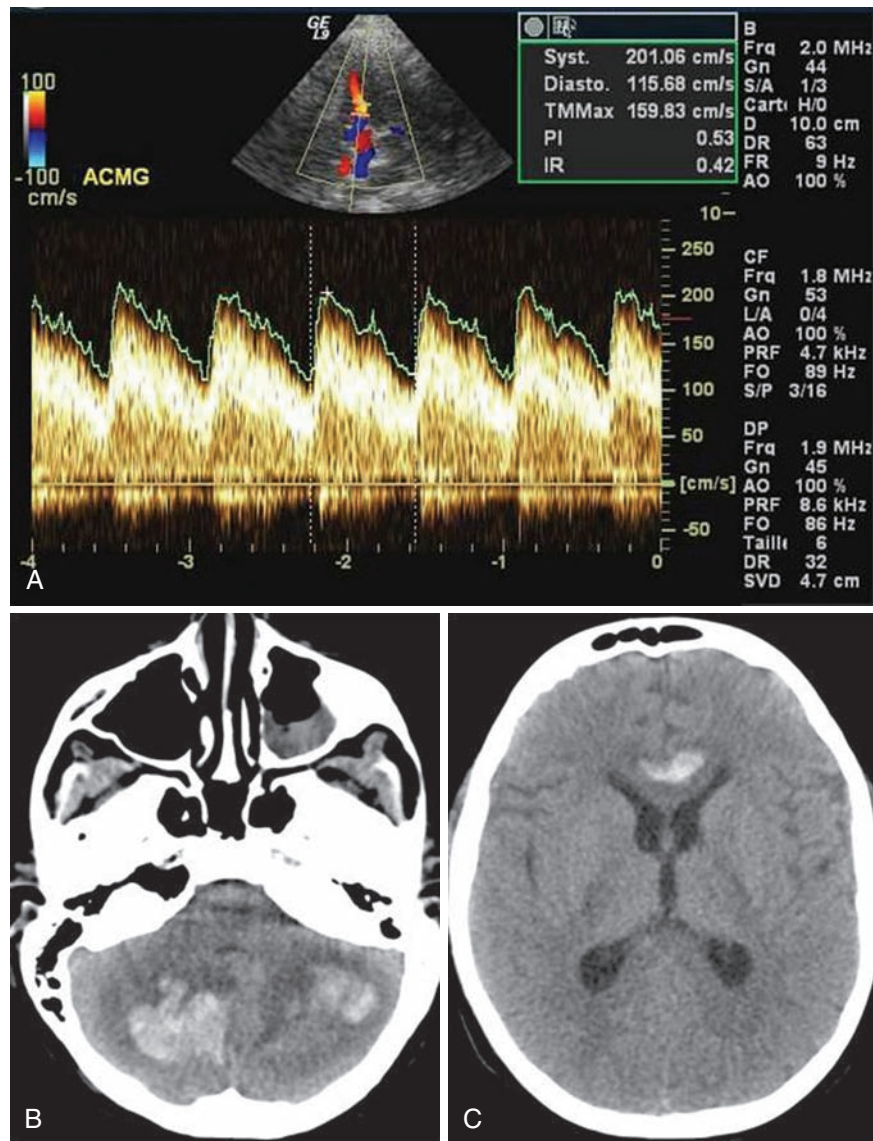 GE
L9
100
-100
cm/s
ACMG
Syst. 201.06 cm/s
Diasto. 115.68 cm/s
TMMax 159.83 cm/s
PI 0.53
IR 0.42
B
Frq 2.0 MHz
Gn 44
S/A 1/3
Carte H/0
D 10.0 cm
DR 63
FR 9 Hz
AO 100 %
10
250
200
150
100
50
[cm/s]
-50
CF
Frq 1.8 MHz
Gn 53
L/A 0/4
AO 100 %
PRF 4.7 kHz
FO 89 Hz
S/P 3/16
DP
Frq 1.9 MHz
Gn 45
AO 100 %
PRF 8.6 kHz
FO 86 Hz
Taille 6
DR 32
SVD 4.7 cm
-4 -3 -2 -1 0
A
B
C